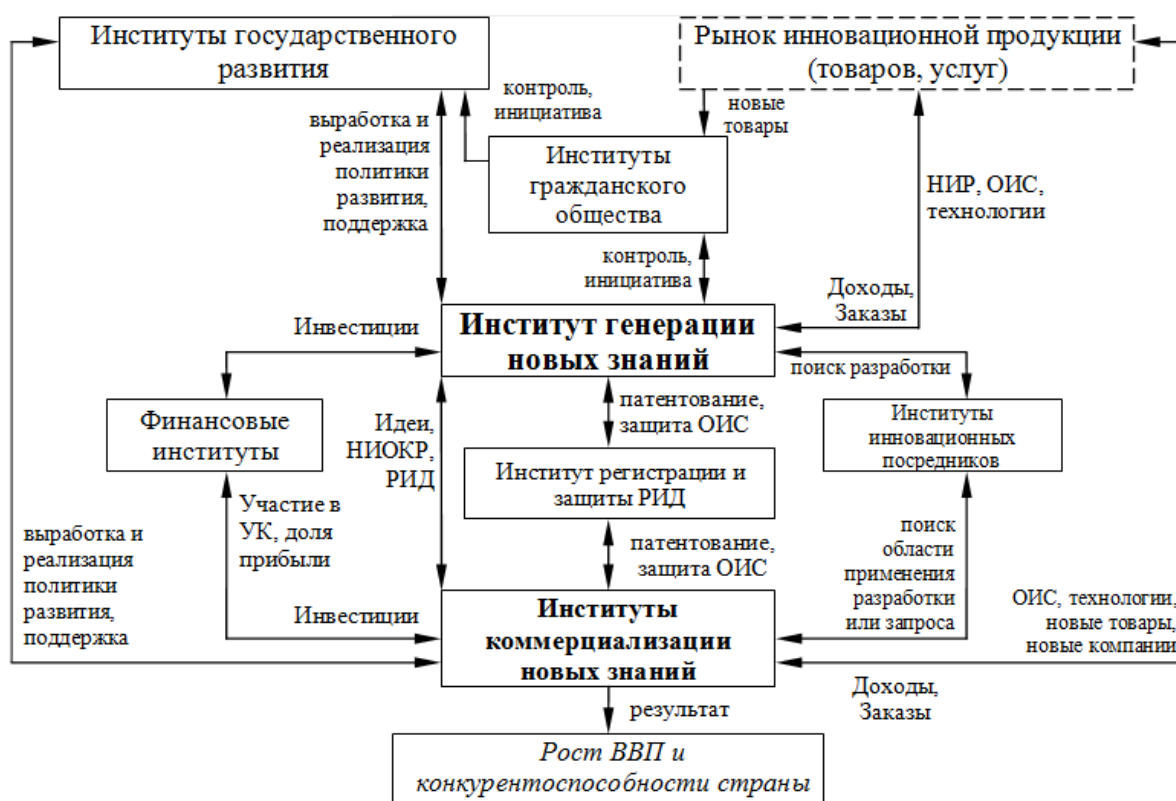 Институты государственного
развития
Рынок инновационной продукции
(товаров, услуг)
контроль,
инициатива
новые
товары
выработка и
реализация
политики
развития,
поддержка
Институты
гражданского
общества
НИР, ОИС,
технологии
контроль,
инициатива
Доходы,
Заказы
Инвестиции
Институт генерации
новых знаний
поиск разработки
Финансовые
институты
Идеи,
НИОКР,
РИД
патентование,
защита ОИС
Институты
инновационных
посредников
Институт регистрации и
защиты РИД
Участие в
УК, доля
прибыли
выработка и
реализация
политики
развития,
поддержка
патентование,
защита ОИС
поиск
области
применения
разработки
или запроса
Инвестиции
Институты
коммерциализации
новых знаний
ОИС, технологии,
новые товары,
новые компании
Доходы,
Заказы
результат
Рост ВВП и
конкурентоспособности страны